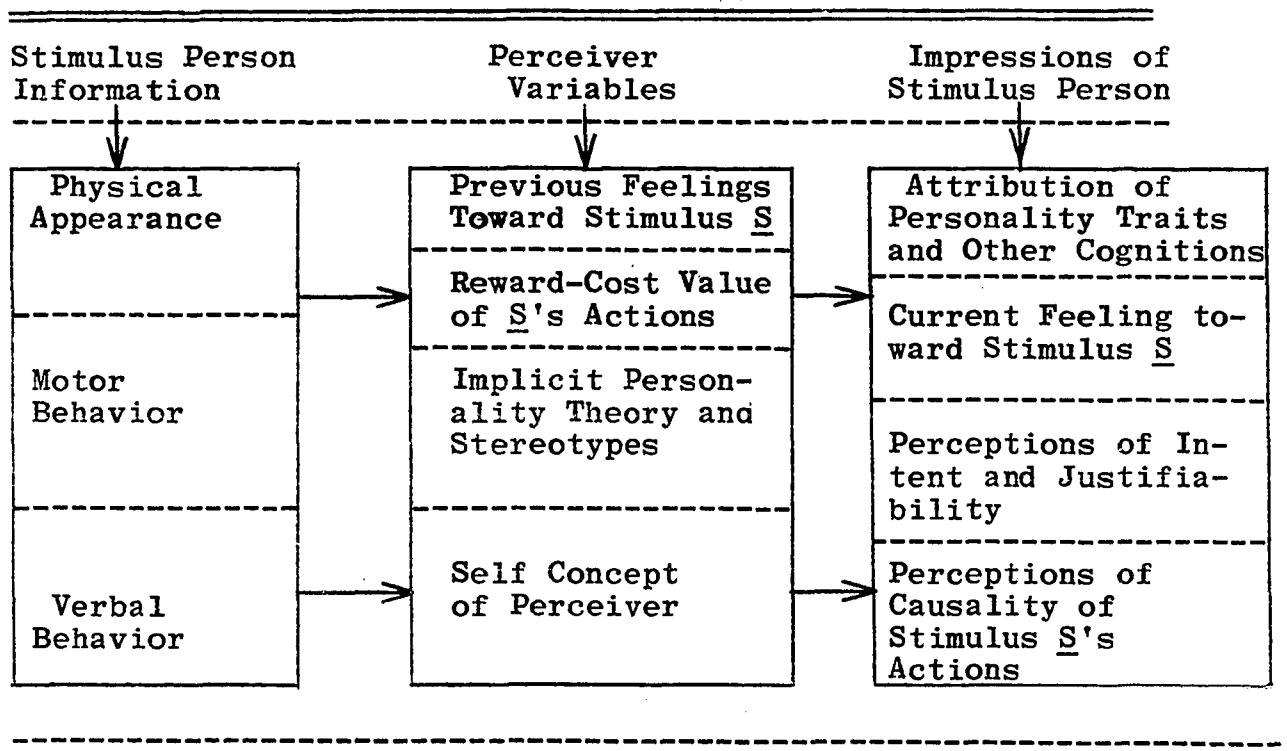 Stimulus Person
Information
Perceiver
Variables
Impressions of
Stimulus Person
Physical
Appearance
Motor
Behavior
Verbal
Behavior
Previous Feelings
Toward Stimulus S
Reward-Cost Value
of S's Actions
Implicit Person-
ality Theory and
Stereotypes
Self Concept
of Perceiver
Attribution of
Personality Traits
and Other Cognitions
Current Feeling to-
ward Stimulus S
Perceptions of In-
tent and Justifia-
bility
Perceptions of
Causality of
Stimulus S's
Actions